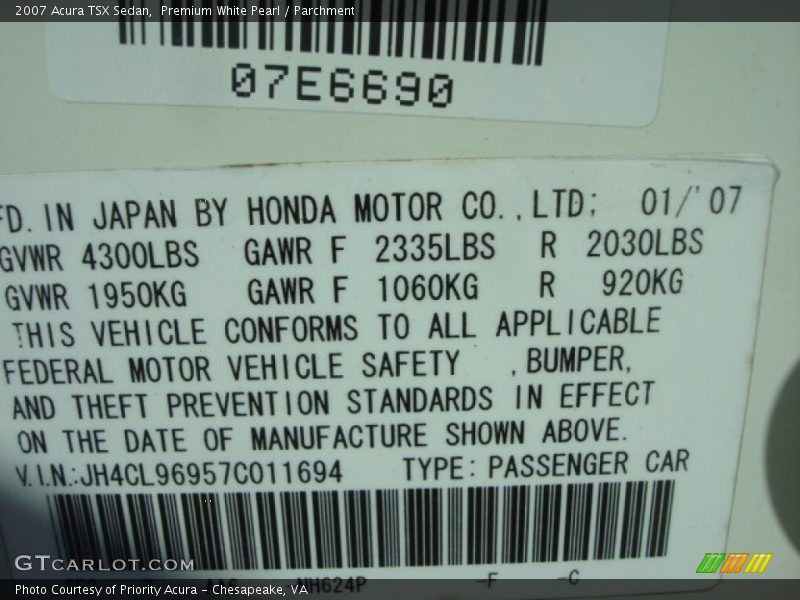 2007 Acura TSX Sedan, Premium White Pearl / Parchment
07E6690
FD. IN JAPAN BY HONDA MOTOR CO., LTD; 01/'07
GVWR 4300LBS GAWR F 2335LBS R 2030LBS
GVWR 1950KG GAWR F 1060KG R 920KG
THIS VEHICLE CONFORMS TO ALL APPLICABLE
FEDERAL MOTOR VEHICLE SAFETY , BUMPER,
AND THEFT PREVENTION STANDARDS IN EFFECT
ON THE DATE OF MANUFACTURE SHOWN ABOVE.
V.I.N.:JH4CL96957C011694 TYPE: PASSENGER CAR
GTCARLOT.COM
NH624P -F -C
Photo Courtesy of Priority Acura - Chesapeake, VA